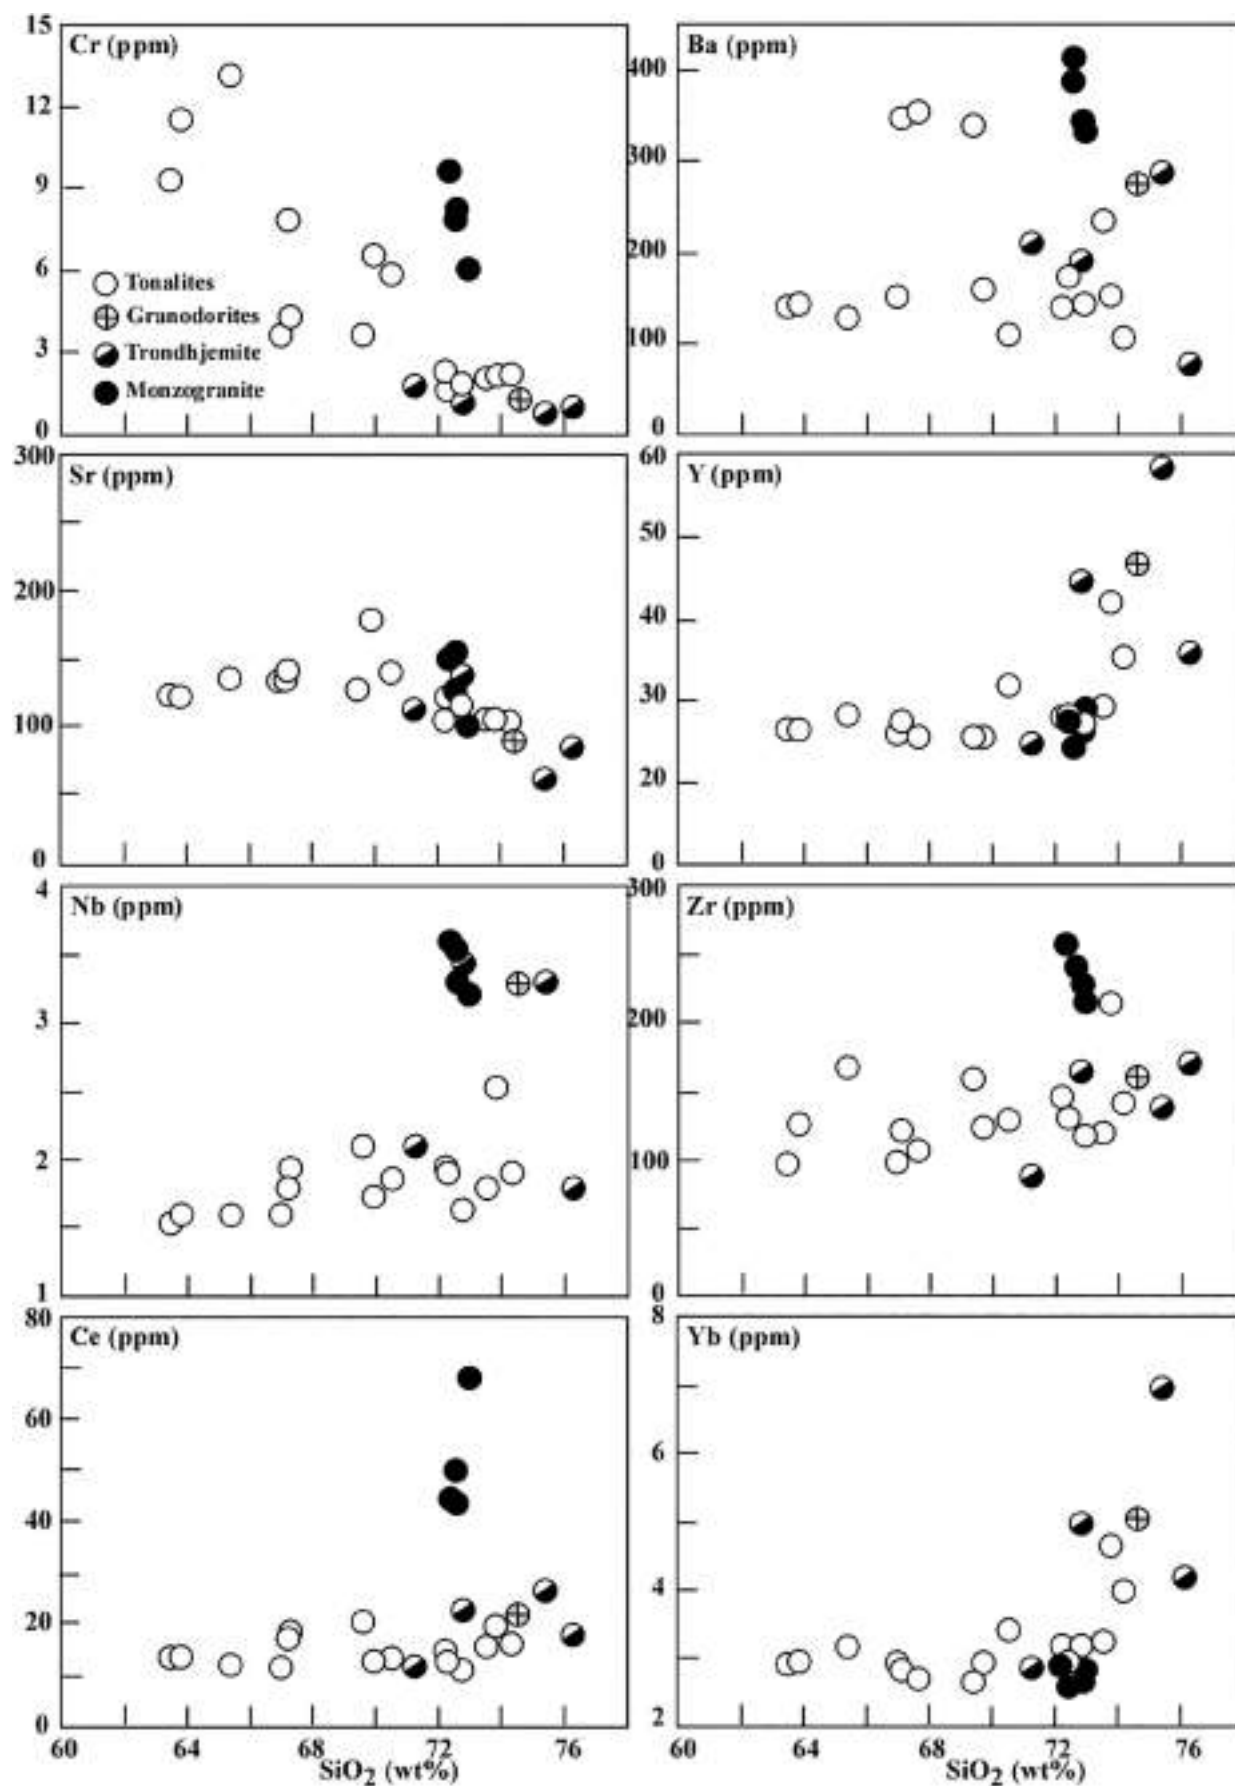 15
Cr (ppm)
12
9
6
3
0
Tonalites
Granodorites
Trondhjemite
Monzogranite
Ba (ppm)
400
300
200
100
0
300
Sr (ppm)
200
100
0
60
Y (ppm)
50
40
30
20
0
4
Nb (ppm)
3
2
1
300
Zr (ppm)
200
100
0
80
Ce (ppm)
60
40
20
0
60 64 68 72 76
SiO2 (wt%)
8
Yb (ppm)
6
4
2
60 64 68 72 76
SiO2 (wt%)